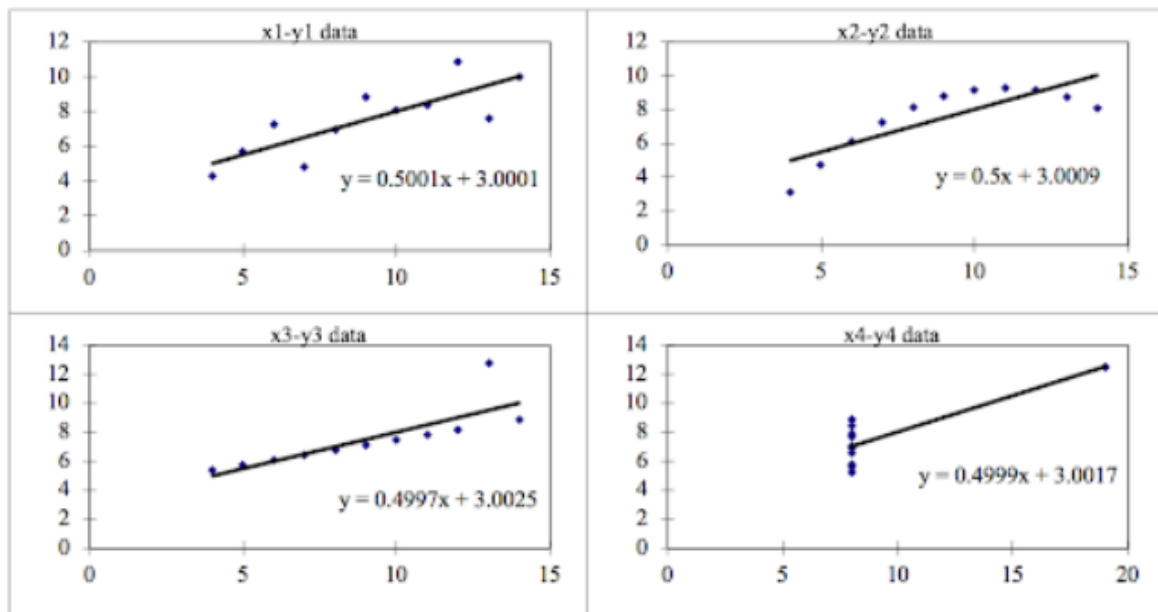 x1-y1 data
12
10
8
6
4
2
0
y = 0.5001x + 3.0001
0 5 10 15
x2-y2 data
12
10
8
6
4
2
0
y = 0.5x + 3.0009
0 5 10 15
x3-y3 data
14
12
10
8
6
4
2
0
y = 0.4997x + 3.0025
0 5 10 15
x4-y4 data
14
12
10
8
6
4
2
0
y = 0.4999x + 3.0017
0 5 10 15 20